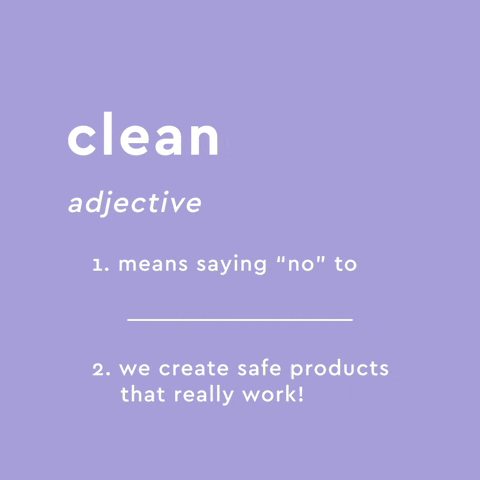 clean
adjective
1. means saying “no” to
2. we create safe products
that really work!